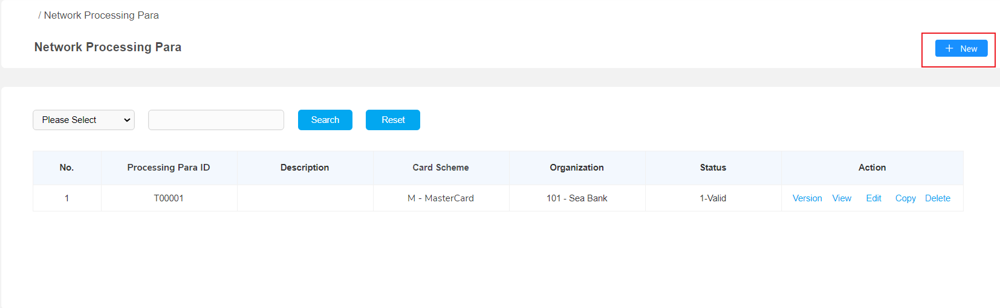 / Network Processing Para
Network Processing Para
+ New
Please Select
Search
Reset
No. Processing Para ID Description Card Scheme Organization Status Action
1 T00001 M - MasterCard 101 - Sea Bank 1-Valid Version View Edit Copy Delete